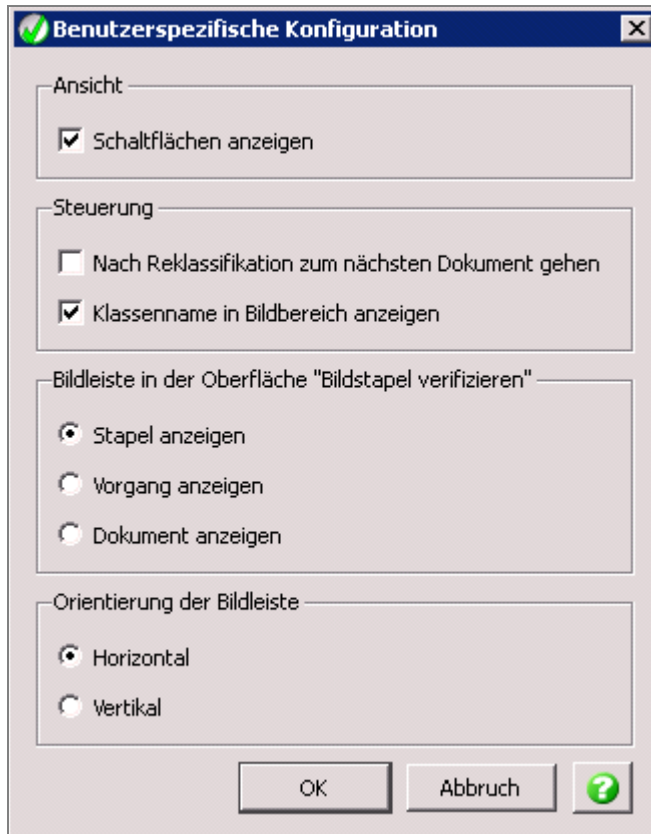 Benutzerspezifische Konfiguration
Ansicht
Schaltflächen anzeigen
Steuerung
Nach Reklassifikation zum nächsten Dokument gehen
Klassenname in Bildbereich anzeigen
Bildleiste in der Oberfläche "Bildstapel verifizieren"
Stapel anzeigen
Vorgang anzeigen
Dokument anzeigen
Orientierung der Bildleiste
Horizontal
Vertikal
OK Abbruch ?